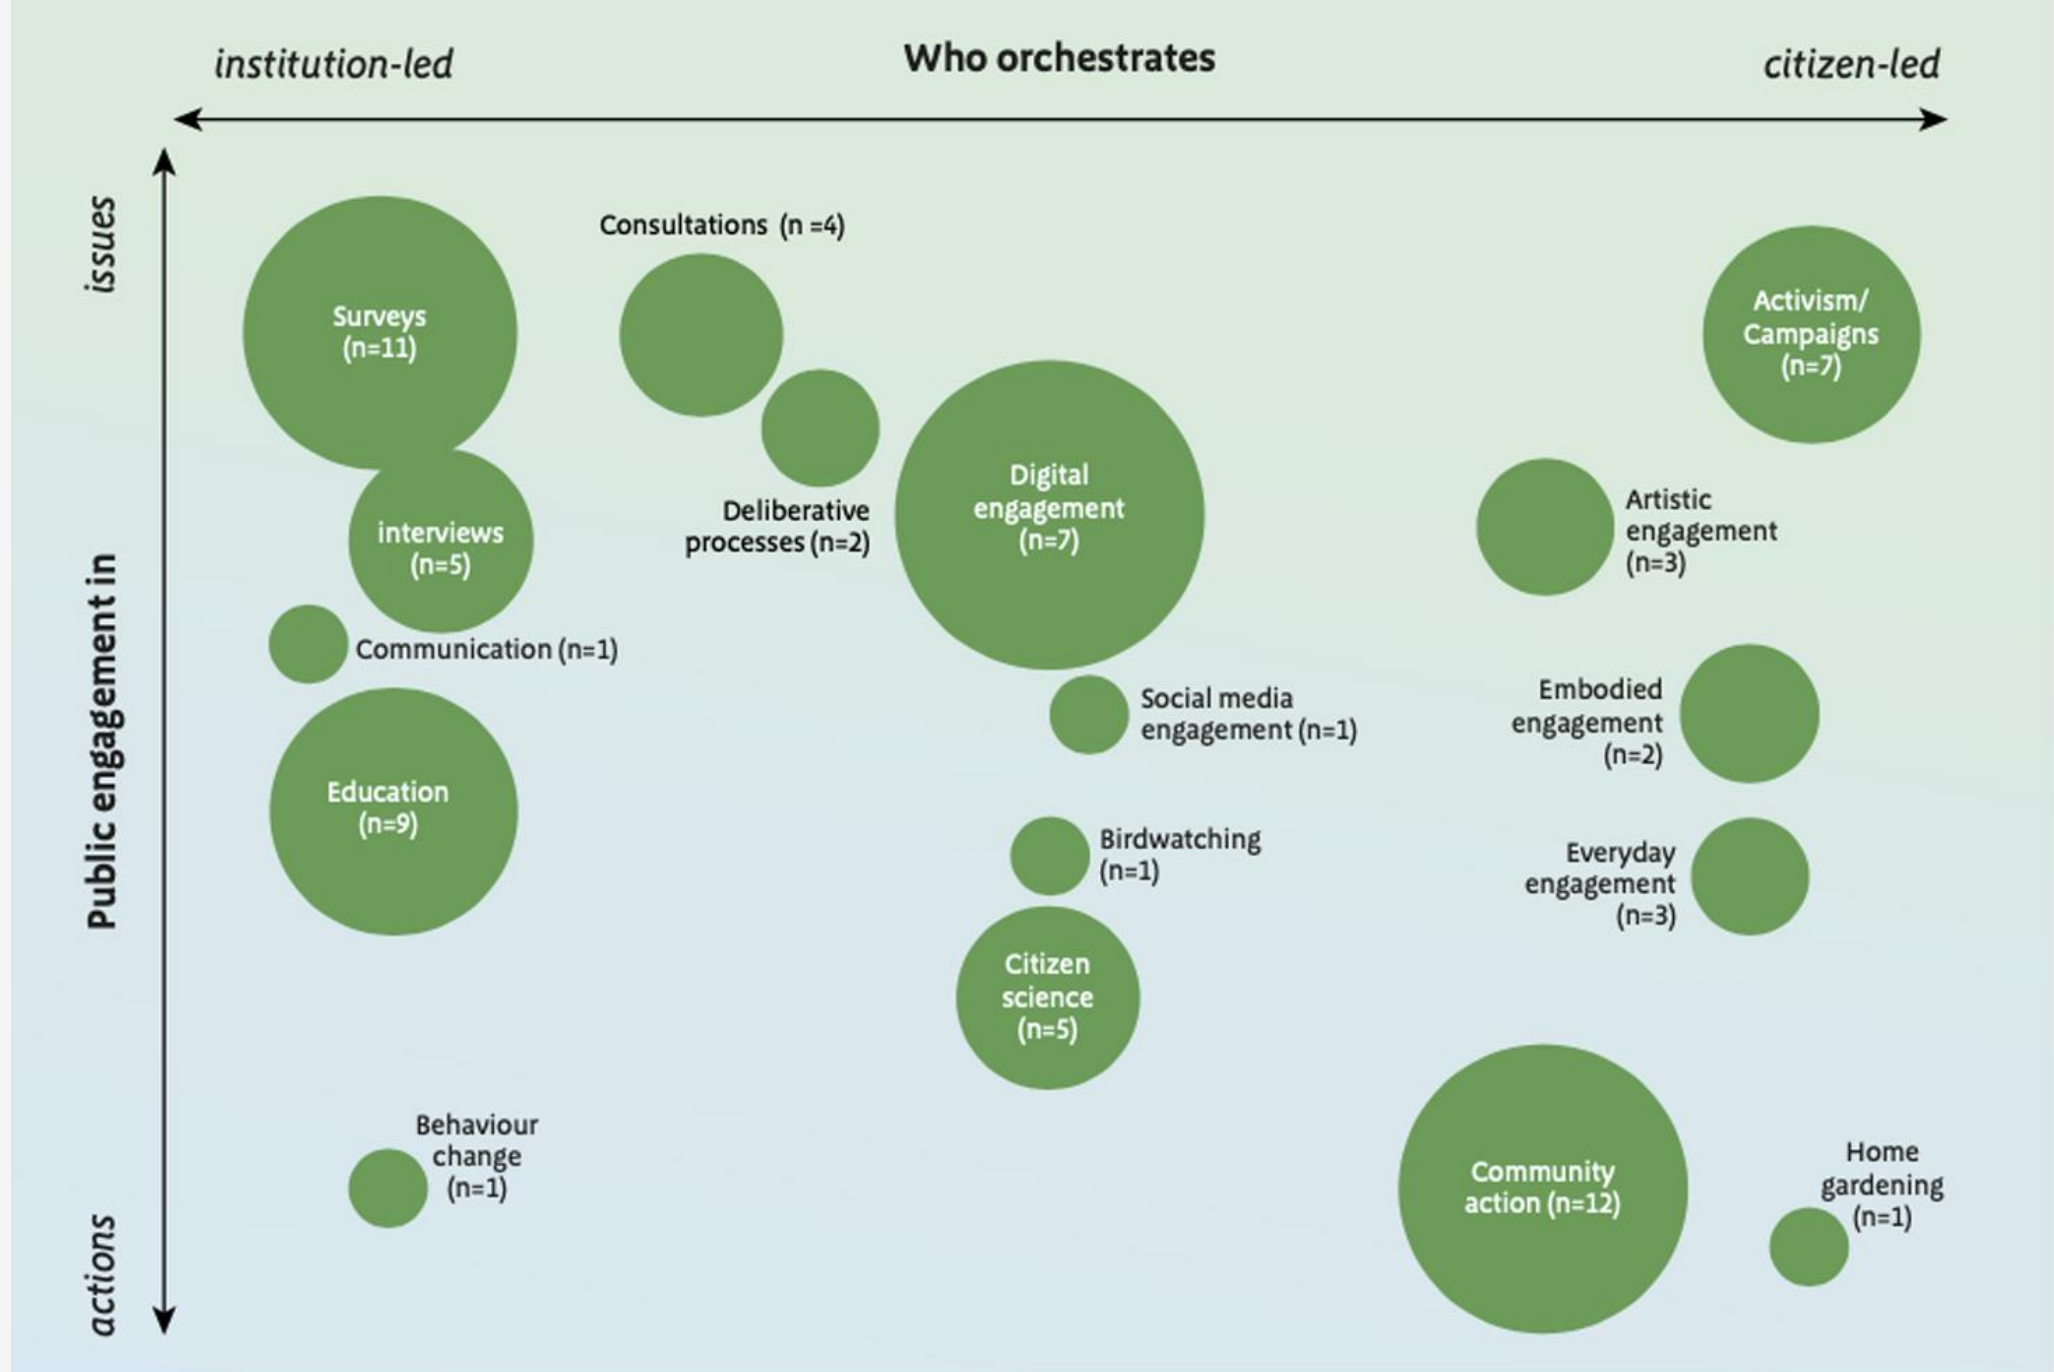 institution-led
Who orchestrates
citizen-led
issues
Public engagement in
actions
Surveys
(n=11)
Consultations (n =4)
Activism/
Campaigns
(n=7)
Deliberative
processes (n=2)
Digital
engagement
(n=7)
interviews
(n=5)
Artistic
engagement
(n=3)
Communication (n=1)
Social media
engagement (n=1)
Embodied
engagement
(n=2)
Education
(n=9)
Birdwatching
(n=1)
Everyday
engagement
(n=3)
Citizen
science
(n=5)
Behaviour
change
(n=1)
Community
action (n=12)
Home
gardening
(n=1)